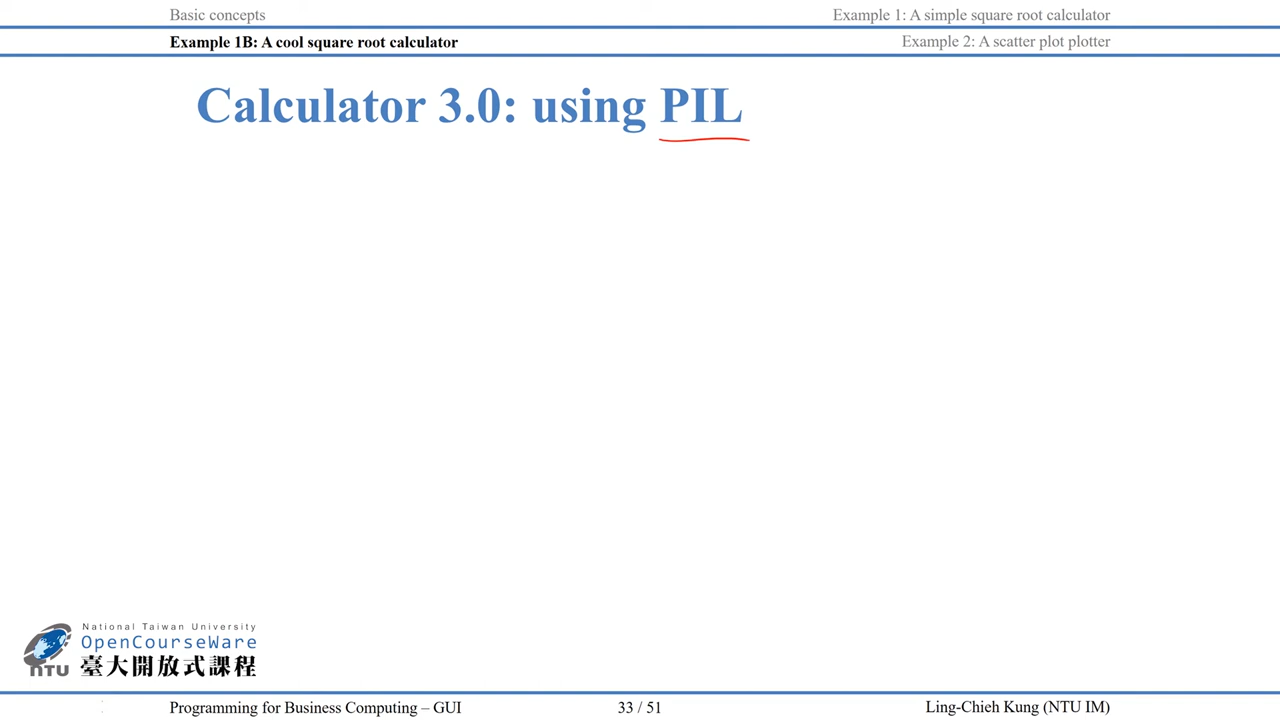 Basic concepts
Example 1: A simple square root calculator
Example 1B: A cool square root calculator
Example 2: A scatter plot plotter
Calculator 3.0: using PIL
National Taiwan University
OpenCourseWare
NTU 臺大開放式課程
Programming for Business Computing – GUI
33 / 51
Ling-Chieh Kung (NTU IM)